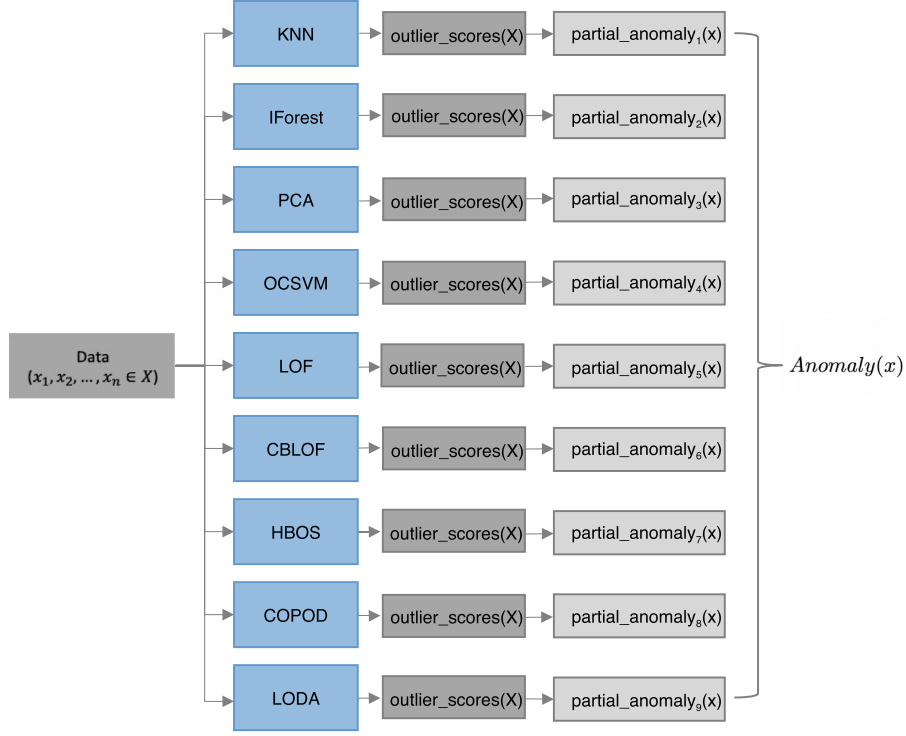 KNN outlier_scores(X) partial_anomaly₁(x)
IForest outlier_scores(X) partial_anomaly₂(x)
PCA outlier_scores(X) partial_anomaly₃(x)
OCSVM outlier_scores(X) partial_anomaly₄(x)
Data
(x₁, x₂, ..., xₙ ∈ X)
LOF outlier_scores(X) partial_anomaly₅(x)
Anomaly(x)
CBLOF outlier_scores(X) partial_anomaly₆(x)
HBOS outlier_scores(X) partial_anomaly₇(x)
COPOD outlier_scores(X) partial_anomaly₈(x)
LODA outlier_scores(X) partial_anomaly₉(x)